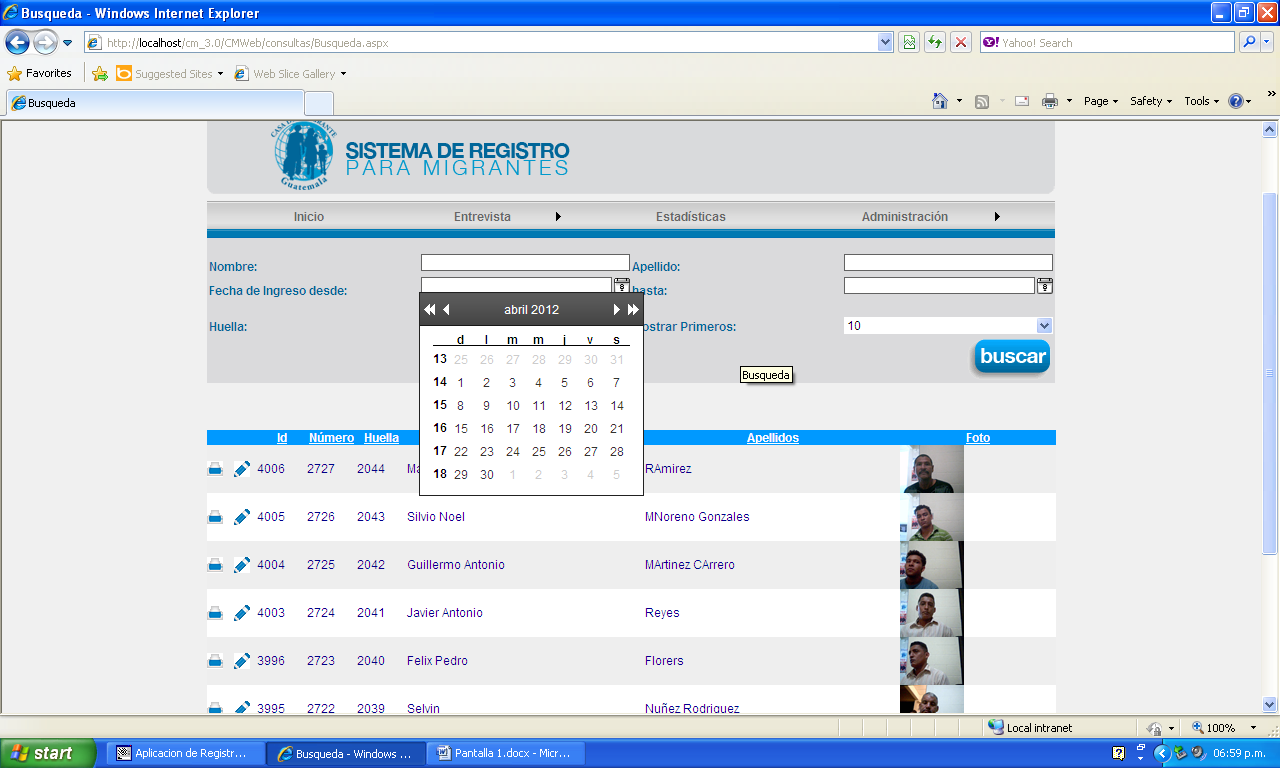 Busqueda - Windows Internet Explorer
http://localhost/cm_3.0/CMWeb/consultas/Busqueda.aspx
Yahoo! Search
Favorites
Suggested Sites
Web Slice Gallery
Busqueda
Page
Safety
Tools
CASA DEL MIGRANTE
Guatemala
SISTEMA DE REGISTRO
PARA MIGRANTES
Inicio Entrevista Estadísticas Administración
Nombre: Apellido:
Fecha de Ingreso desde: hasta:
Huella: ostrar Primeros: 10
buscar
Busqueda
abril 2012
d l m m j v s
13 25 26 27 28 29 30 31
14 1 2 3 4 5 6 7
15 8 9 10 11 12 13 14
16 15 16 17 18 19 20 21
17 22 23 24 25 26 27 28
18 29 30 1 2 3 4 5
Id Número Huella Apellidos Foto
4006 2727 2044 Ma RAmirez
4005 2726 2043 Silvio Noel MNoreno Gonzales
4004 2725 2042 Guillermo Antonio MArtinez CArrero
4003 2724 2041 Javier Antonio Reyes
3996 2723 2040 Felix Pedro Florers
3995 2722 2039 Selvin Nuñez Rodriguez
Local intranet
100%
start
Aplicacion de Registr...
Busqueda - Windows ...
Pantalla 1.docx - Micr...
06:59 p.m.